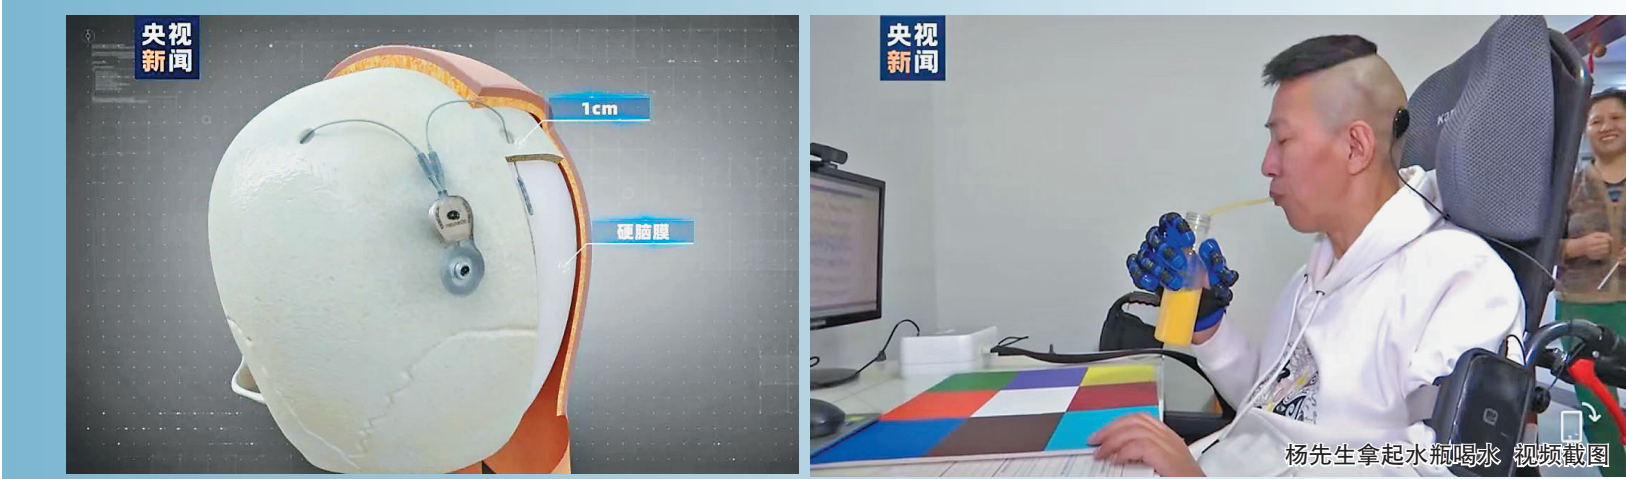 央视
新闻
1cm
硬脑膜
央视
新闻
杨先生拿起水瓶喝水 视频截图